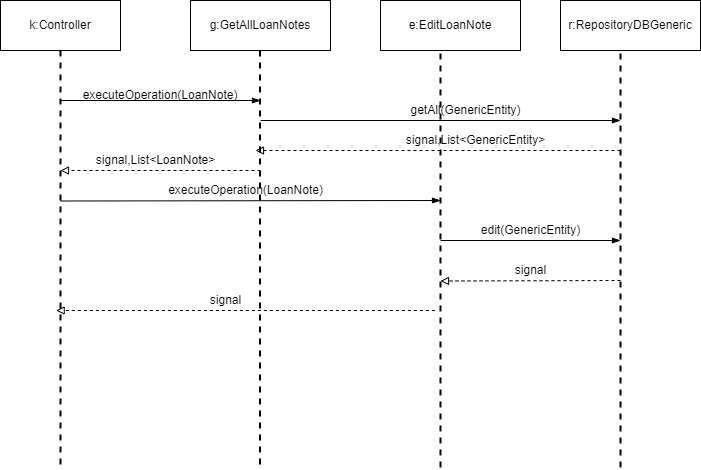 k:Controller
g:GetAllLoanNotes
e:EditLoanNote
r:RepositoryDBGeneric
executeOperation(LoanNote)
getAll(GenericEntity)
signal,List<GenericEntity>
signal,List<LoanNote>
executeOperation(LoanNote)
edit(GenericEntity)
signal
signal